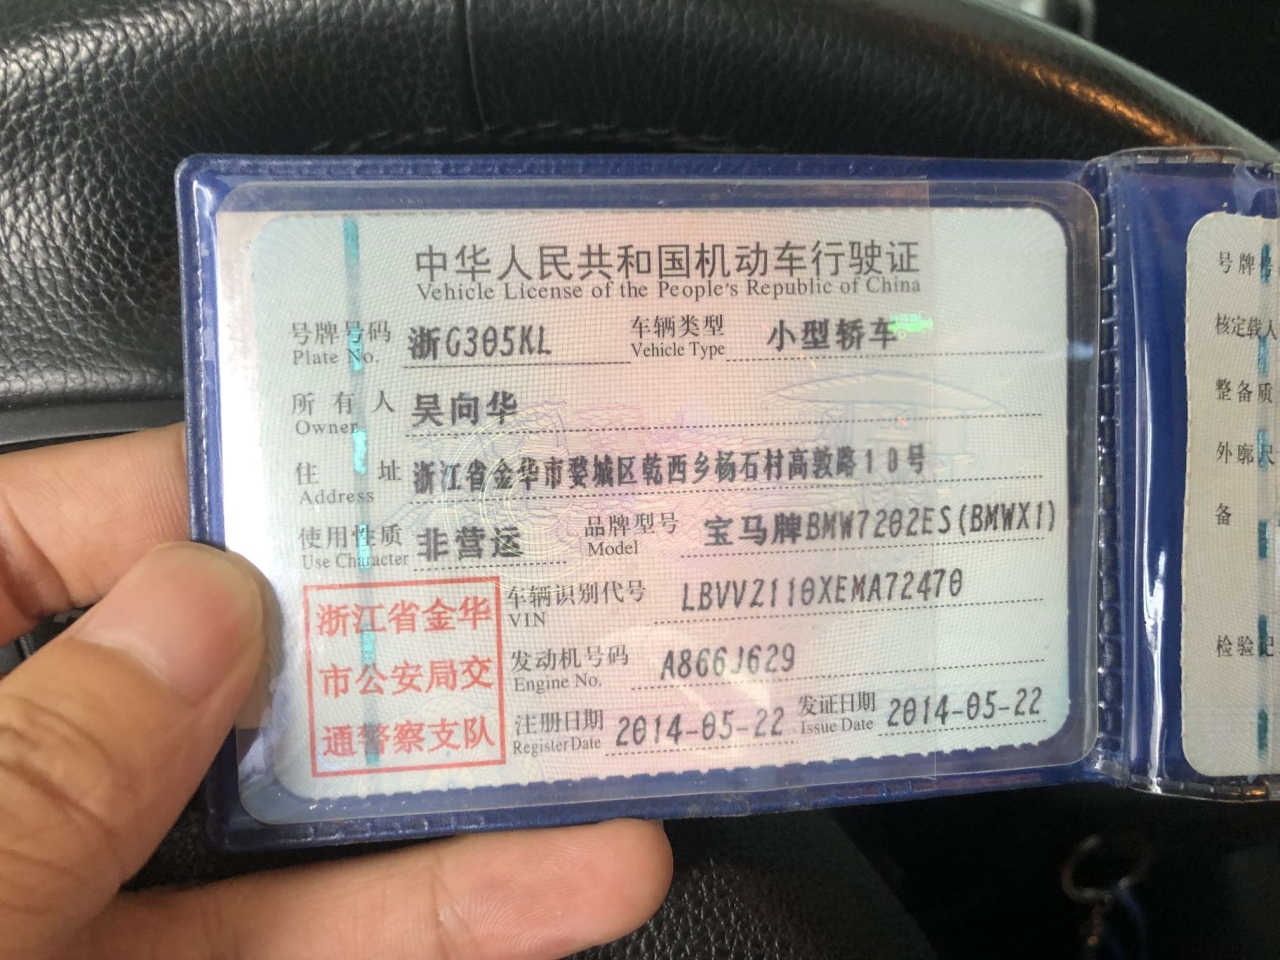 中华人民共和国机动车行驶证
Vehicle License of the People's Republic of China
号牌号码 浙G305KL 车辆类型 小型轿车
Plate No. Vehicle Type
所有人 吴向华
Owner
住址 浙江省金华市婺城区乾西乡杨石村高敦路10号
Address
使用性质 非营运 品牌型号 宝马牌BMW7202ES(BMWX1)
Use Character Model
车辆识别代号 LBVVZ110XEMA72470
VIN
发动机号码 A866J629
Engine No.
注册日期 2014-05-22 发证日期 2014-05-22
Register Date Issue Date
浙江省金华
市公安局交
通警察支队
号牌
核定载人
整备质
外廓尺
备
检验记